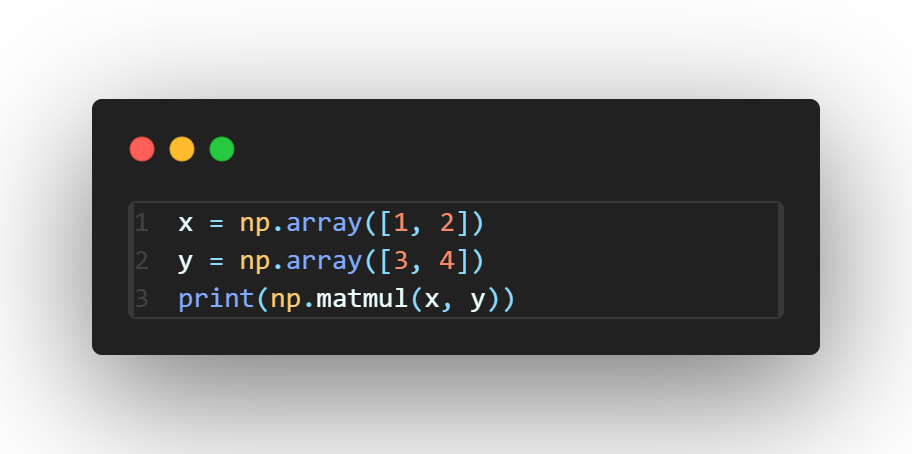 1 x = np.array([1, 2])
2 y = np.array([3, 4])
3 print(np.matmul(x, y))